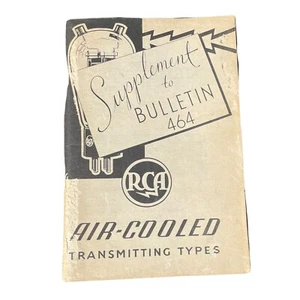 Supplement
to
BULLETIN
464
RCA
AIR-COOLED
TRANSMITTING TYPES